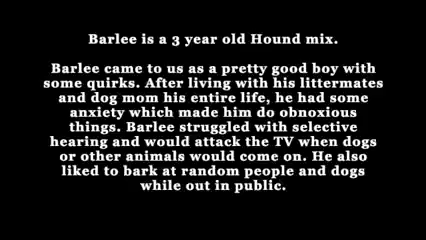 Barlee is a 3 year old Hound mix.
Barlee came to us as a pretty good boy with
some quirks. After living with his littermates
and dog mom his entire life, he had some
anxiety which made him do obnoxious
things. Barlee struggled with selective
hearing and would attack the TV when dogs
or other animals would come on. He also
liked to bark at random people and dogs
while out in public.